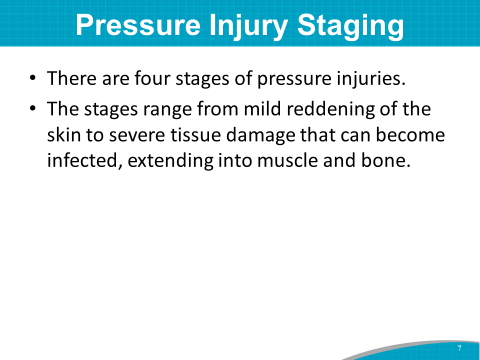 Pressure Injury Staging
• There are four stages of pressure injuries.
• The stages range from mild reddening of the
skin to severe tissue damage that can become
infected, extending into muscle and bone.
7